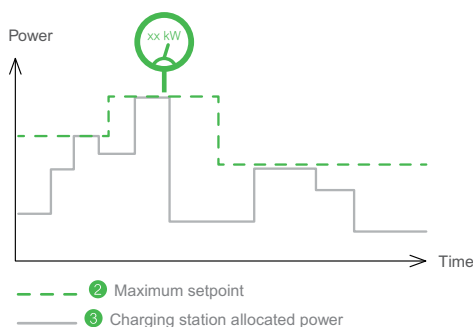 Power
xx kW
Time
2 Maximum setpoint
3 Charging station allocated power